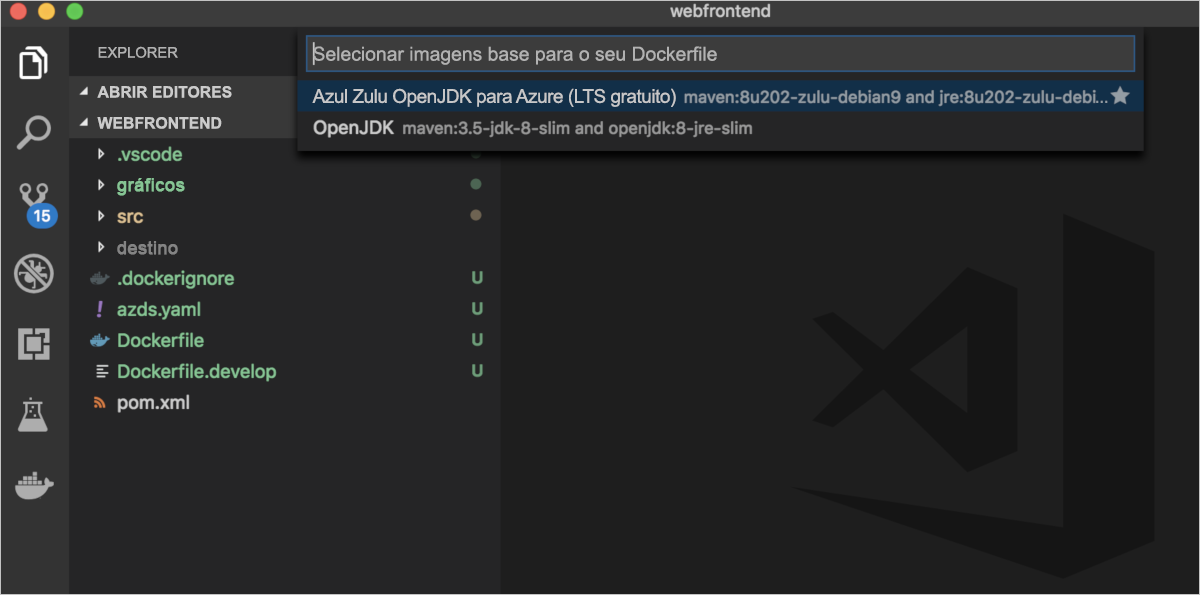 webfrontend
EXPLORER
Selecionar imagens base para o seu Dockerfile
Azul Zulu OpenJDK para Azure (LTS gratuito) maven:8u202-zulu-debian9 and jre:8u202-zulu-debi...
OpenJDK maven:3.5-jdk-8-slim and openjdk:8-jre-slim
ABRIR EDITORES
WEBFRONTEND
.vscode
gráficos
src
15
destino
.dockerignore U
! azds.yaml U
Dockerfile U
Dockerfile.develop U
pom.xml